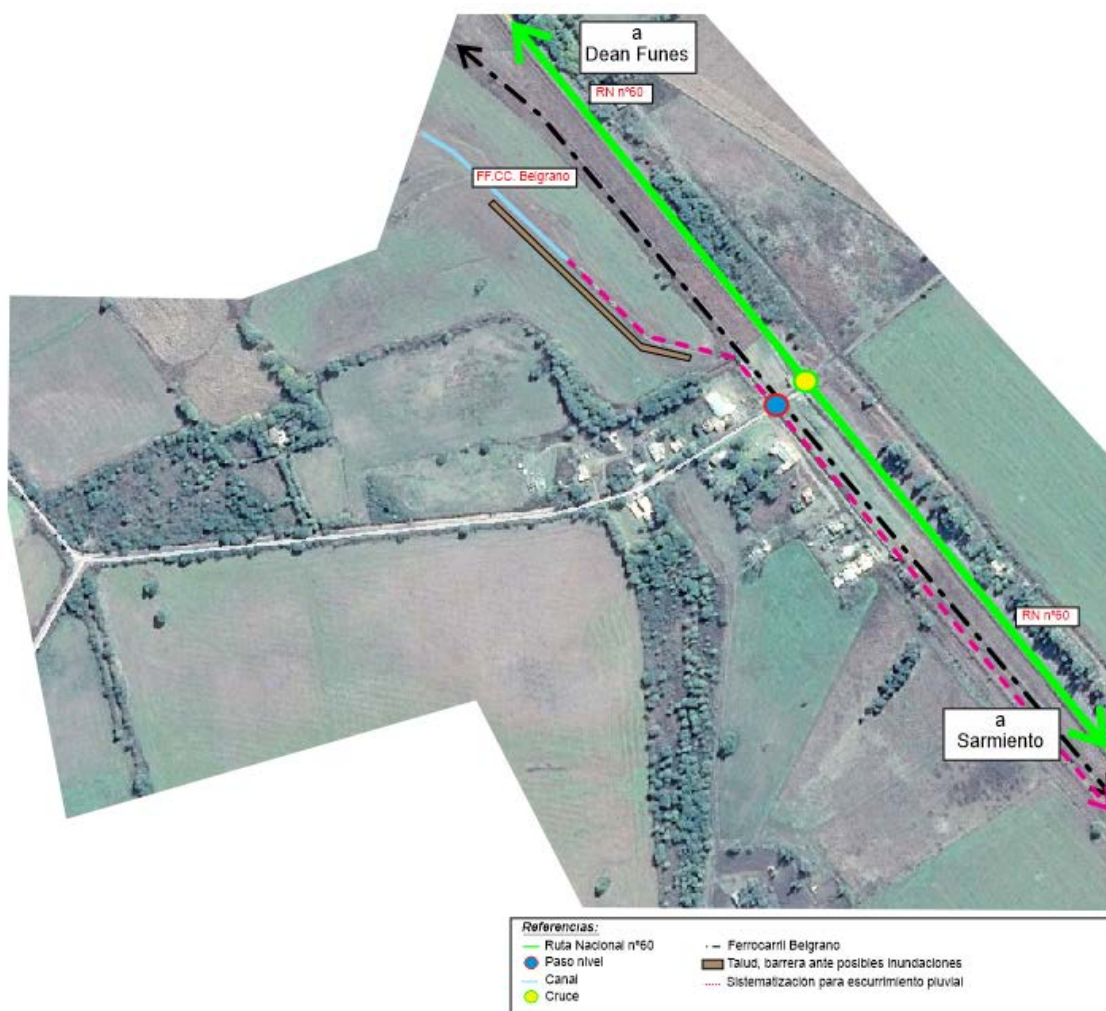 a
Dean Funes
RN nº60
FF.CC. Belgrano
RN nº60
a
Sarmiento
Referencias:
Ruta Nacional nº60
Paso nivel
Canal
Cruce
Ferrocarril Belgrano
Talud, barrera ante posibles inundaciones
Sistematización para escurrimiento pluvial